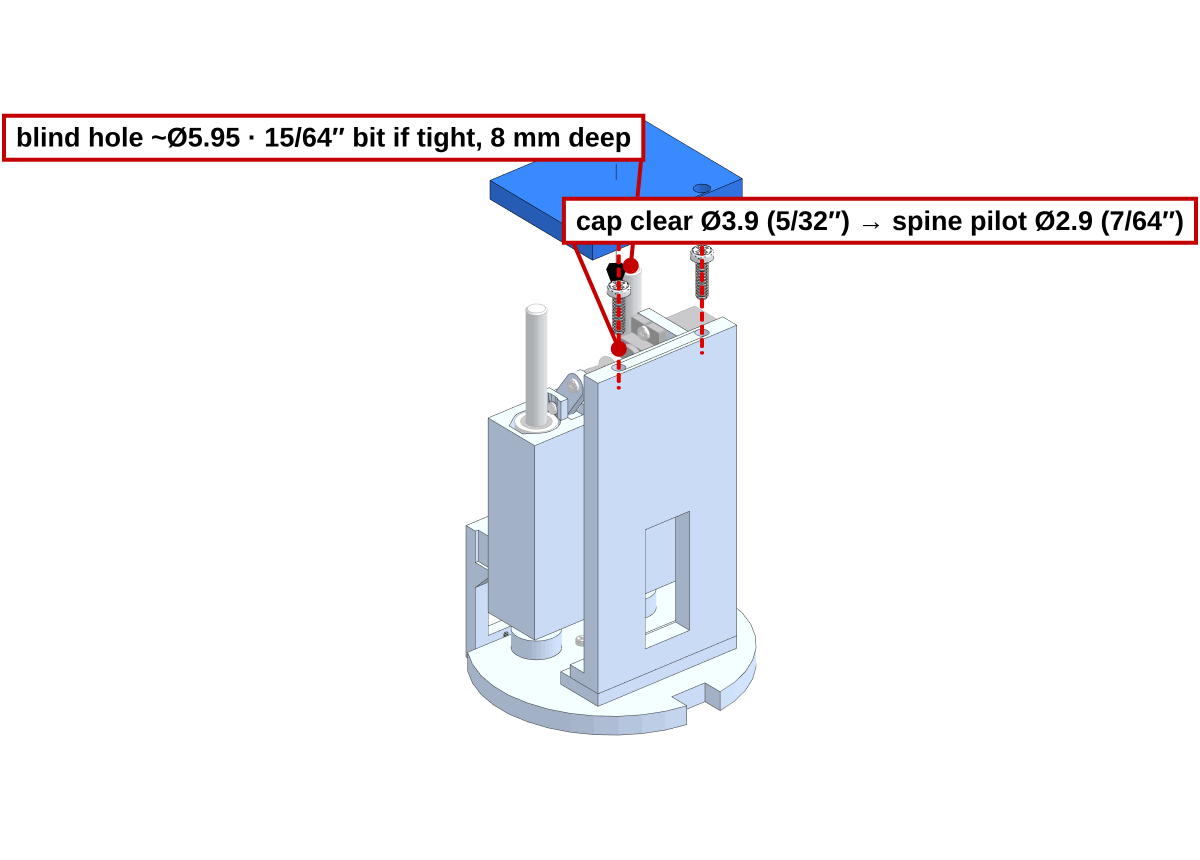 blind hole ~Ø5.95 · 15/64″ bit if tight, 8 mm deep
cap clear Ø3.9 (5/32″) → spine pilot Ø2.9 (7/64″)